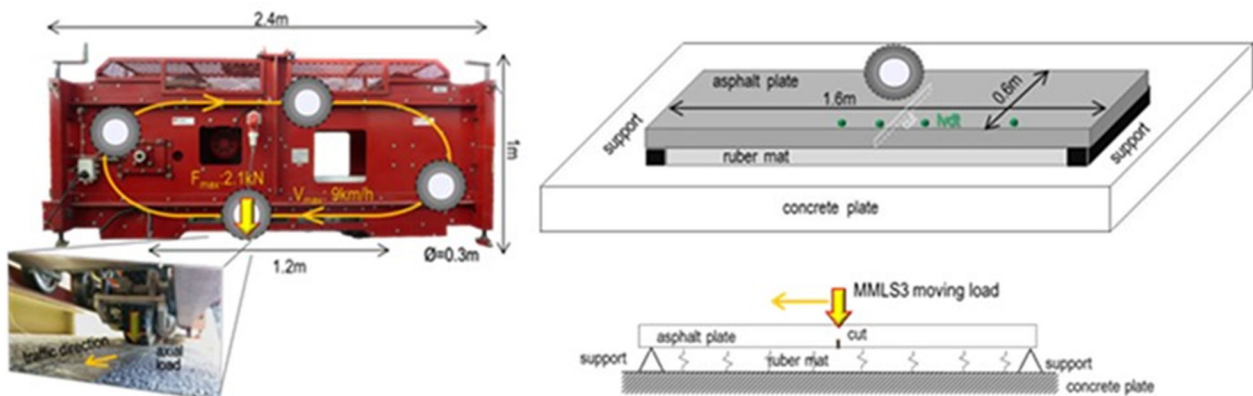 2.4m
1m
Fmax-2.1kN
Vmax- 9km/h
1.2m
Ø=0.3m
traffic direction
axial
load
asphalt plate
1.6m
0.6m
cut
lvdt
support
support
ruber mat
concrete plate
MMLS3 moving load
asphalt plate
cut
support
ruber mat
support
concrete plate